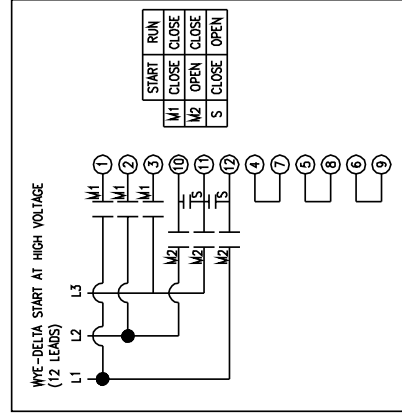 WYE-DELTA START AT HIGH VOLTAGE
(12 LEADS)
L1 L2 L3
M1 M1 M1
M2 M2 M2
S S
1 2 3 10 11 12 4 7 5 8 6 9
START RUN
M1 CLOSE CLOSE
M2 OPEN CLOSE
S CLOSE OPEN